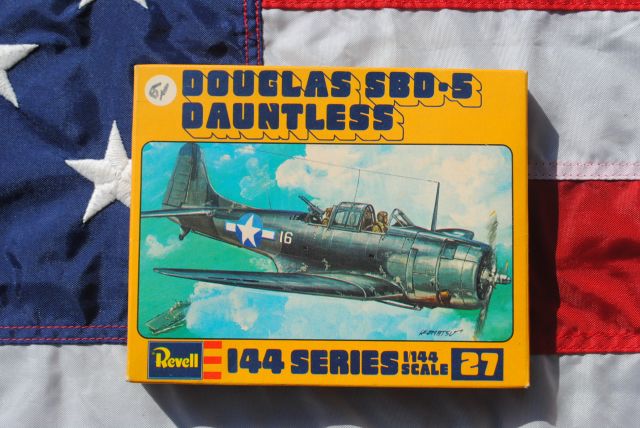 DOUGLAS SBD-5
DAUNTLESS
16
Revell
144 SERIES
1/144
SCALE
27